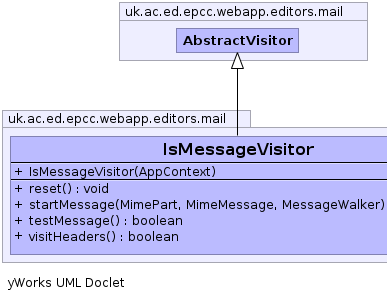 uk.ac.ed.epcc.webapp.editors.mail
AbstractVisitor
uk.ac.ed.epcc.webapp.editors.mail
IsMessageVisitor
+ IsMessageVisitor(AppContext)
+ reset() : void
+ startMessage(MimePart, MimeMessage, MessageWalker)
+ testMessage() : boolean
+ visitHeaders() : boolean
yWorks UML Doclet